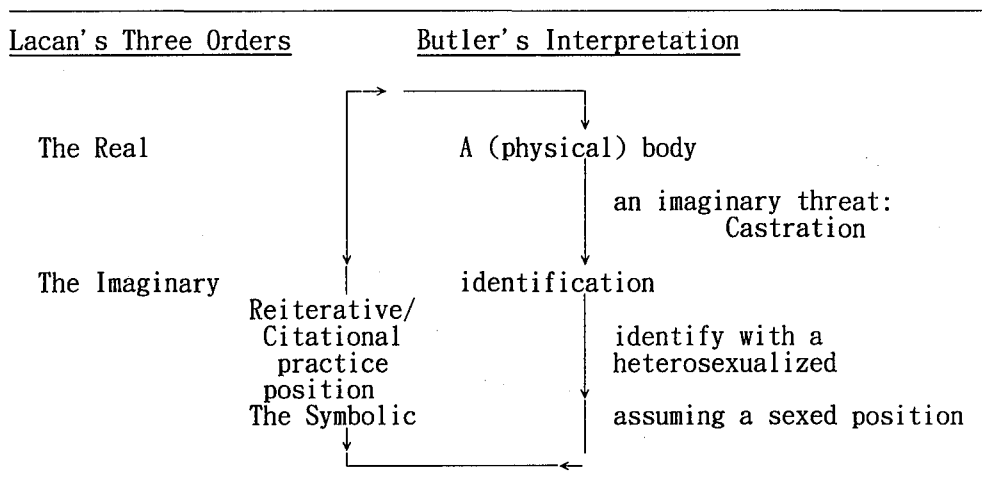 Lacan's Three Orders Butler's Interpretation
The Real A (physical) body
an imaginary threat:
Castration
The Imaginary identification
Reiterative/
Citational identify with a
practice heterosexualized
position
The Symbolic assuming a sexed position